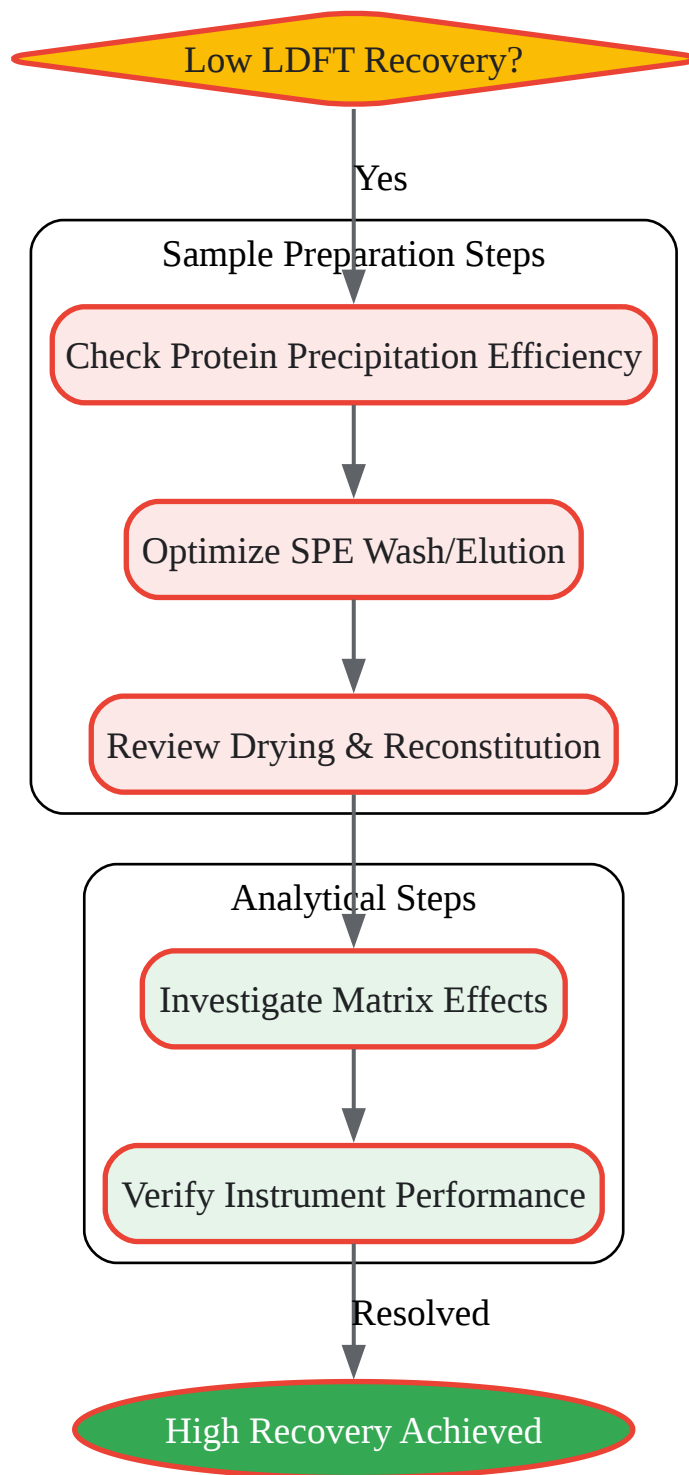 Low LDFT Recovery?
Yes
Sample Preparation Steps
Check Protein Precipitation Efficiency
Optimize SPE Wash/Elution
Review Drying & Reconstitution
Analytical Steps
Investigate Matrix Effects
Verify Instrument Performance
Resolved
High Recovery Achieved